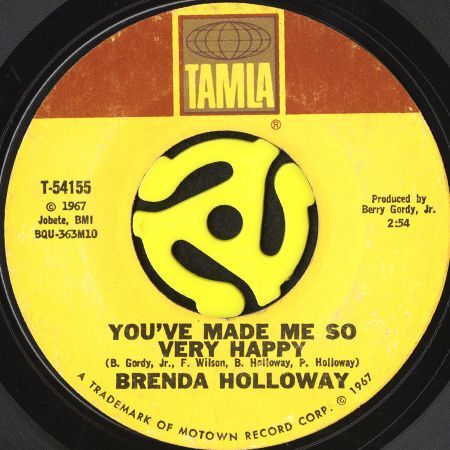 TAMLA
®
T-54155
© 1967
Jobete, BMI
BQU-363M10
Produced by
Berry Gordy, Jr.
2:54
YOU'VE MADE ME SO
VERY HAPPY
(B. Gordy, Jr., F. Wilson, B. Holloway, P. Holloway)
BRENDA HOLLOWAY
A TRADEMARK OF MOTOWN RECORD CORP. © 1967